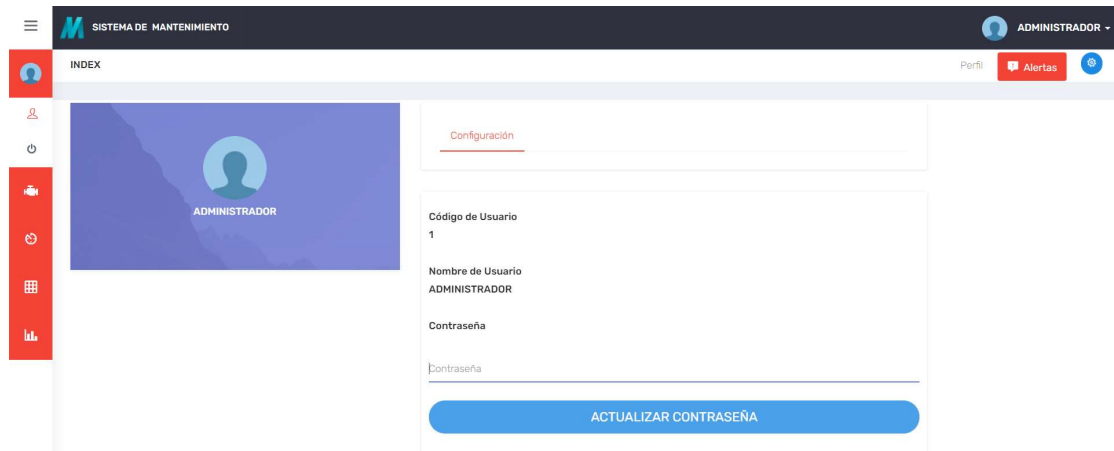 SISTEMA DE MANTENIMIENTO
ADMINISTRADOR
INDEX
Perfil
Alertas
ADMINISTRADOR
Configuración
Código de Usuario
1
Nombre de Usuario
ADMINISTRADOR
Contraseña
Contraseña
ACTUALIZAR CONTRASEÑA